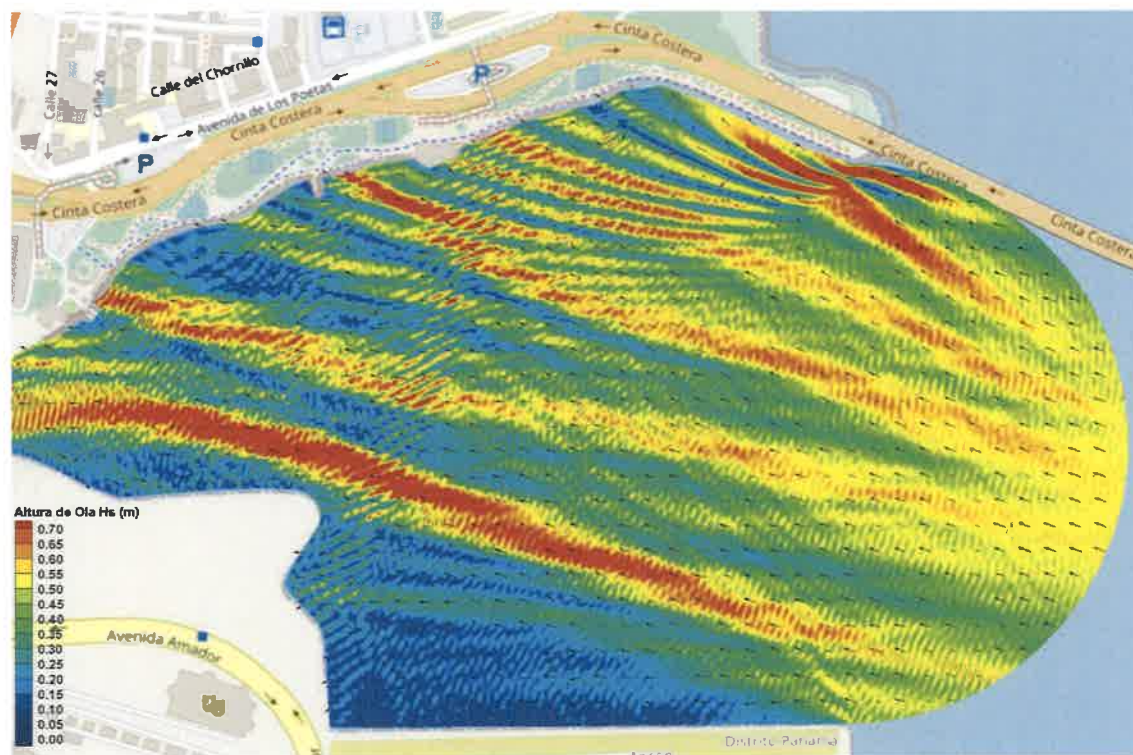 Cinta Costera
Calle 27
Calle 26
Calle del Chorrillo
P
Avenida de Los Poetas
Cinta Costera
P
Cinta Costera
Cinta Costera
Cinta Costera
Altura de Ola Hs (m)
0.70
0.65
0.60
0.55
0.50
0.45
0.40
0.35
0.30
0.25
0.20
0.15
0.10
0.05
0.00
Avenida Amador
Distrito Panamá